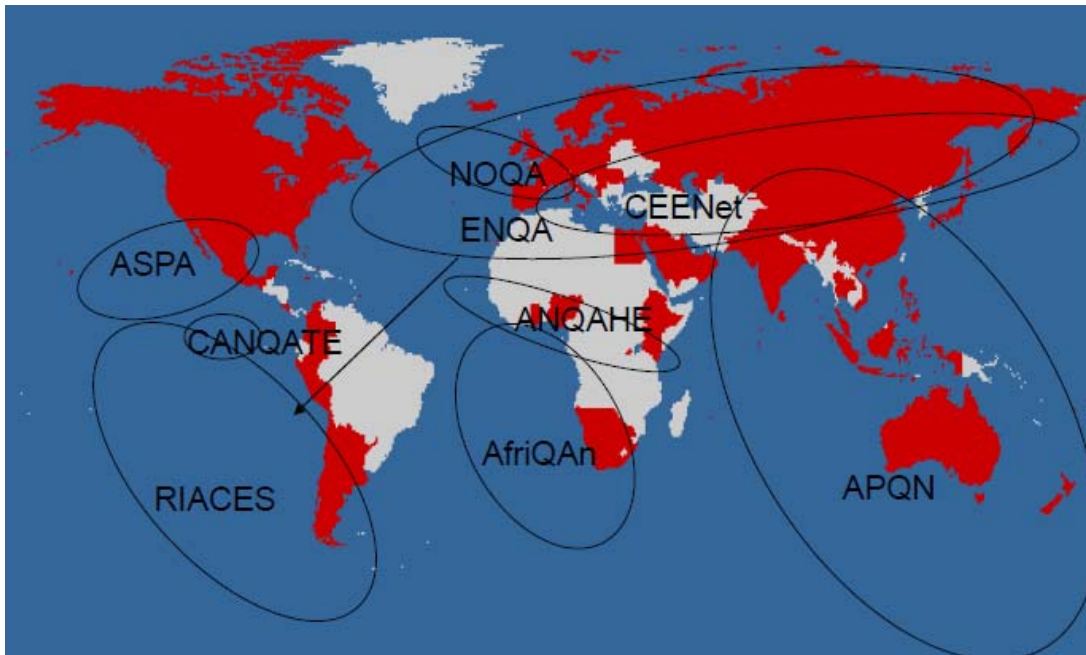 NOQA
CEENet
ENQA
ASPA
ANQAHE
CANQATE
AfriQAn
RIACES
APQN